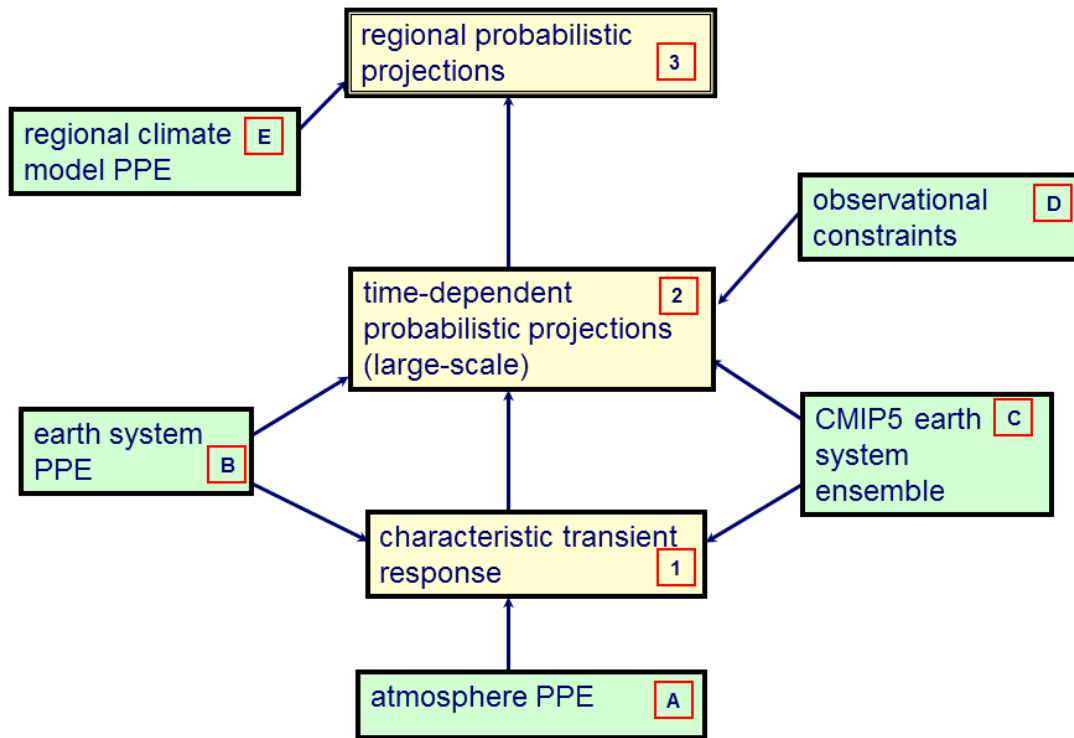 regional probabilistic
projections
3
regional climate
model PPE
E
observational
constraints
D
time-dependent
probabilistic projections
(large-scale)
2
earth system
PPE
B
CMIP5 earth
system
ensemble
C
characteristic transient
response
1
atmosphere PPE
A